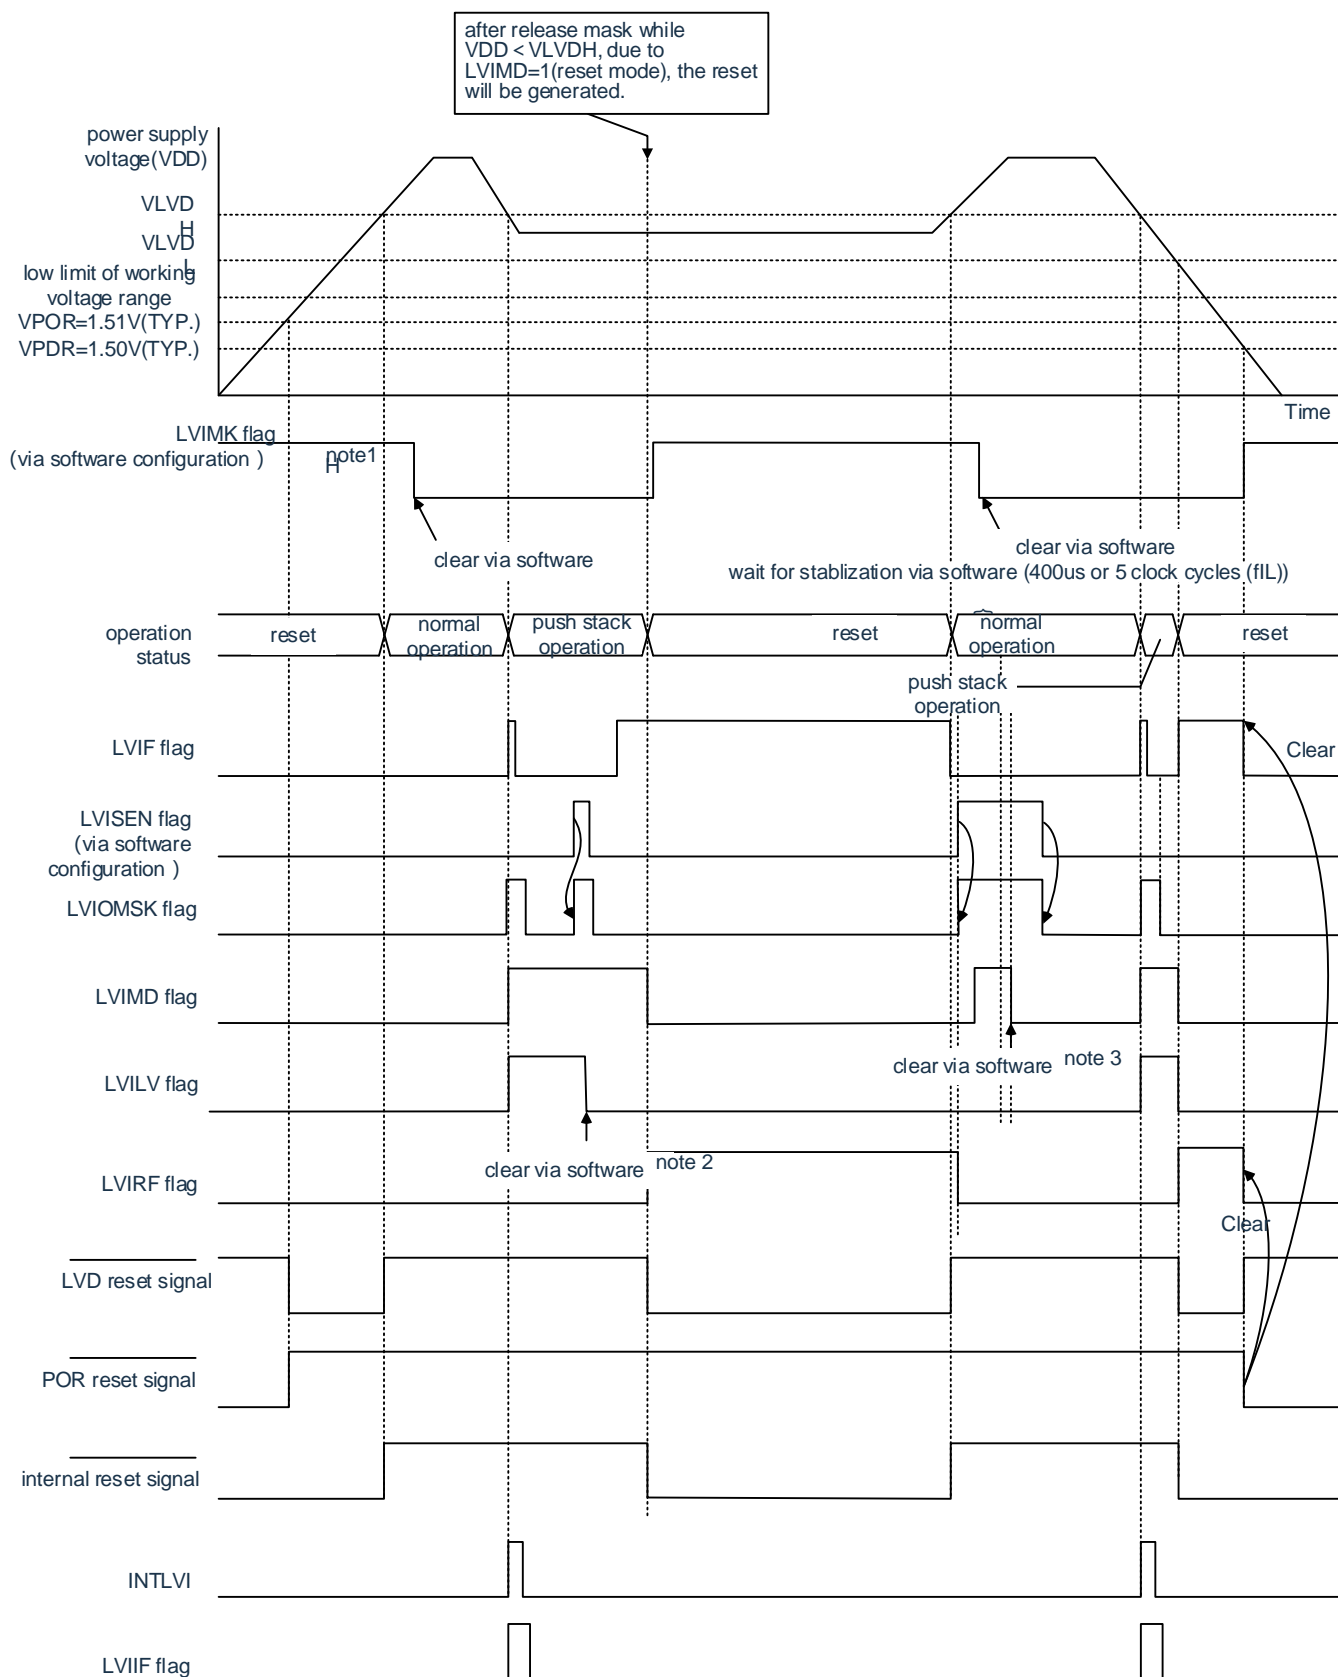 after release mask while
VDD < VLVDH, due to
LVIMD=1(reset mode), the reset
will be generated.
power supply
voltage(VDD)
VLVD
H
VLVD
L
low limit of working
voltage range
VPOR=1.51V(TYP.)
VPDR=1.50V(TYP.)
Time
LVIMK flag
(via software configuration )
note1
H
clear via software
clear via software
wait for stablization via software (400us or 5 clock cycles (fIL))
operation
status
reset
normal
operation
push stack
operation
reset
normal
operation
reset
push stack
operation
LVIF flag
Clear
LVISEN flag
(via software
configuration )
LVIOMSK flag
LVIMD flag
clear via software note 3
LVILV flag
clear via software note 2
LVIRF flag
Clear
LVD reset signal
POR reset signal
internal reset signal
INTLVI
LVIIF flag